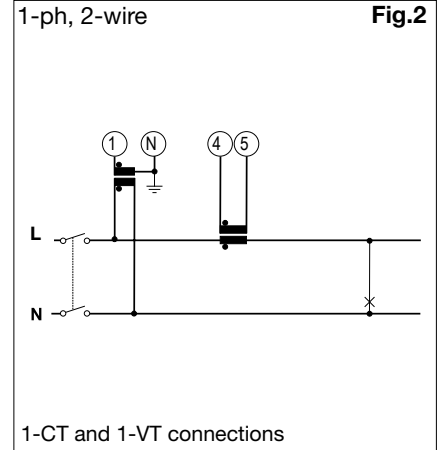 1-ph, 2-wire Fig.2
1 N 4 5
L
N
1-CT and 1-VT connections